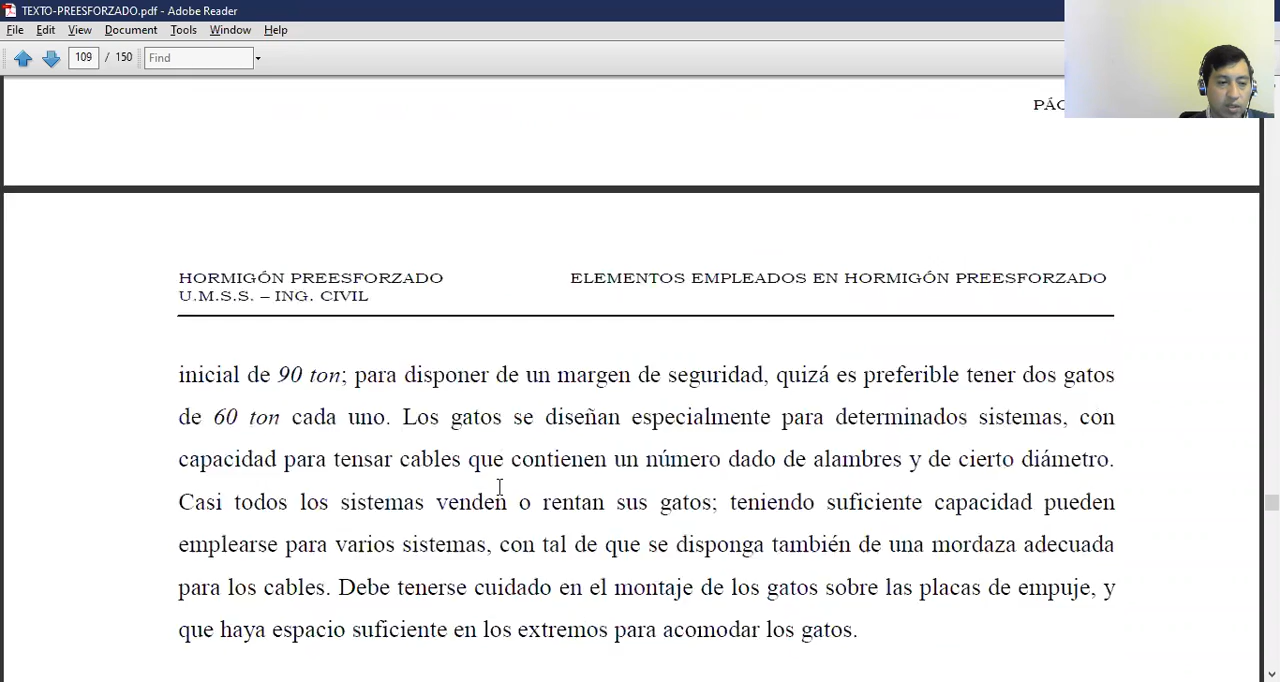 TEXTO-PREESFORZADO.pdf - Adobe Reader
File Edit View Document Tools Window Help
109 / 150 Find
HORMIGÓN PREESFORZADO ELEMENTOS EMPLEADOS EN HORMIGÓN PREESFORZADO
U.M.S.S. – ING. CIVIL
inicial de 90 ton; para disponer de un margen de seguridad, quizá es preferible tener dos gatos
de 60 ton cada uno. Los gatos se diseñan especialmente para determinados sistemas, con
capacidad para tensar cables que contienen un número dado de alambres y de cierto diámetro.
Casi todos los sistemas venden o rentan sus gatos; teniendo suficiente capacidad pueden
emplearse para varios sistemas, con tal de que se disponga también de una mordaza adecuada
para los cables. Debe tenerse cuidado en el montaje de los gatos sobre las placas de empuje, y
que haya espacio suficiente en los extremos para acomodar los gatos.